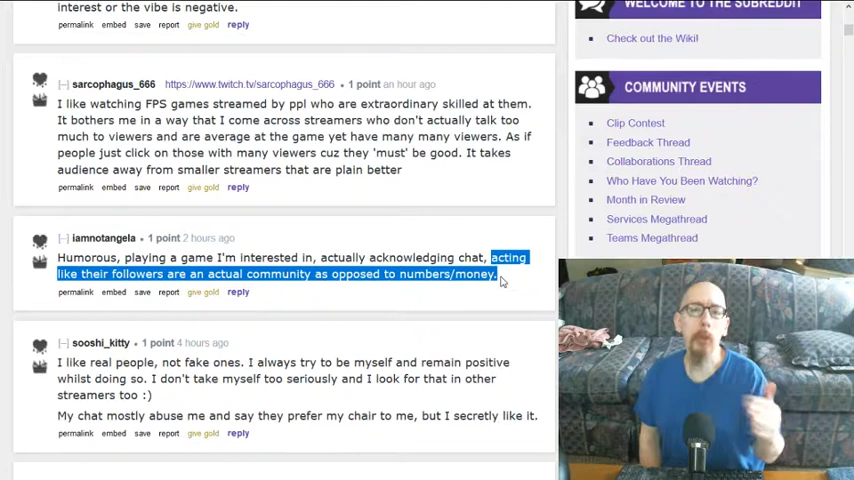 interest or the vibe is negative.
permalink embed save report give gold reply
WELCOME TO THE SUBREDDIT
Check out the Wiki!
[–] sarcophagus_666 https://www.twitch.tv/sarcophagus_666 • 1 point an hour ago
I like watching FPS games streamed by ppl who are extraordinary skilled at them.
It bothers me in a way that I come across streamers who don't actually talk too
much to viewers and are average at the game yet have many many viewers. As if
people just click on those with many viewers cuz they 'must' be good. It takes
audience away from smaller streamers that are plain better
permalink embed save report give gold reply
[–] iamnotangela • 1 point 2 hours ago
Humorous, playing a game I'm interested in, actually acknowledging chat, acting
like their followers are an actual community as opposed to numbers/money.
permalink embed save report give gold reply
[–] sooshi_kitty • 1 point 4 hours ago
I like real people, not fake ones. I always try to be myself and remain positive
whilst doing so. I don't take myself too seriously and I look for that in other
streamers too :)
My chat mostly abuse me and say they prefer my chair to me, but I secretly like it.
permalink embed save report give gold reply
COMMUNITY EVENTS
Clip Contest
Feedback Thread
Collaborations Thread
Who Have You Been Watching?
Month in Review
Services Megathread
Teams Megathread